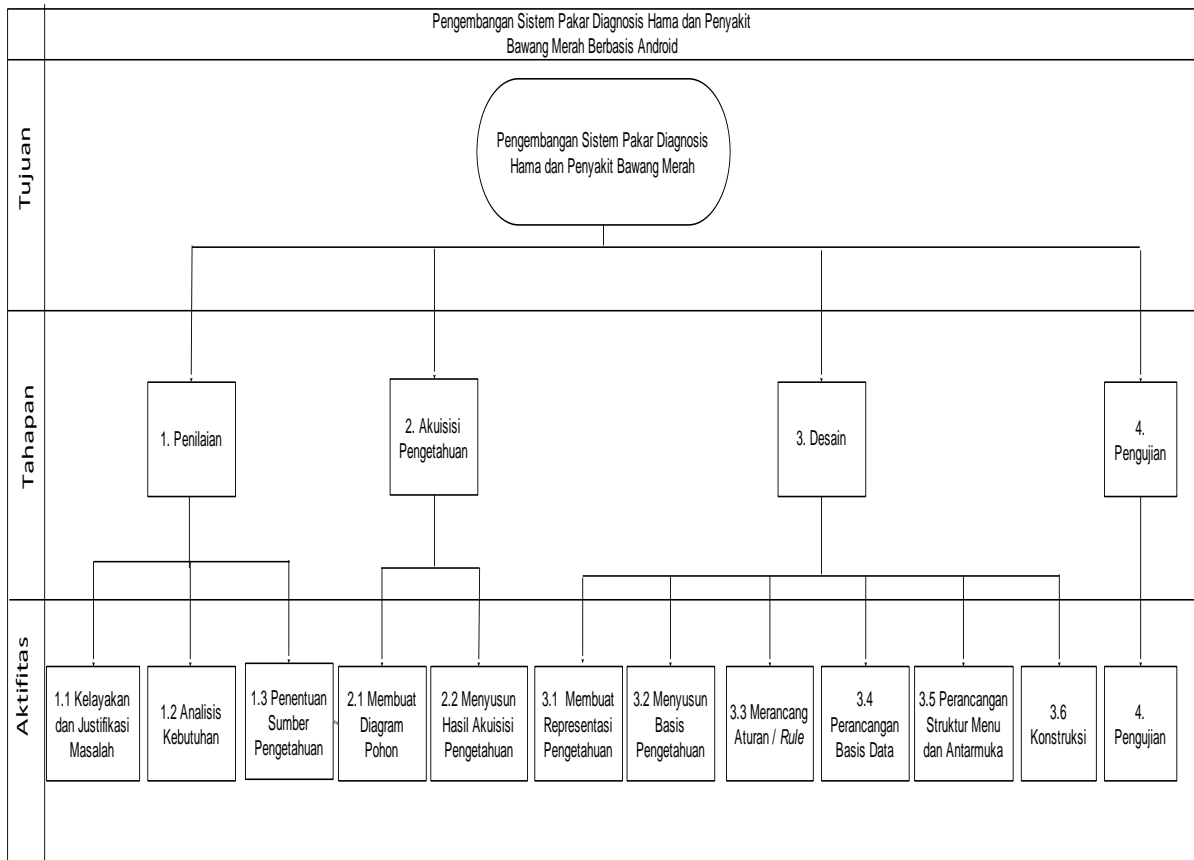 Pengembangan Sistem Pakar Diagnosis Hama dan Penyakit
Bawang Merah Berbasis Android
Tujuan
Pengembangan Sistem Pakar Diagnosis
Hama dan Penyakit Bawang Merah
Tahapan
1. Penilaian
2. Akuisisi
Pengetahuan
3. Desain
4.
Pengujian
Aktifitas
1.1 Kelayakan
dan Justifikasi
Masalah
1.2 Analisis
Kebutuhan
1.3 Penentuan
Sumber
Pengetahuan
2.1 Membuat
Diagram
Pohon
2.2 Menyusun
Hasil Akuisisi
Pengetahuan
3.1 Membuat
Representasi
Pengetahuan
3.2 Menyusun
Basis
Pengetahuan
3.3 Merancang
Aturan / Rule
3.4
Perancangan
Basis Data
3.5 Perancangan
Struktur Menu
dan Antarmuka
3.6
Konstruksi
4.
Pengujian